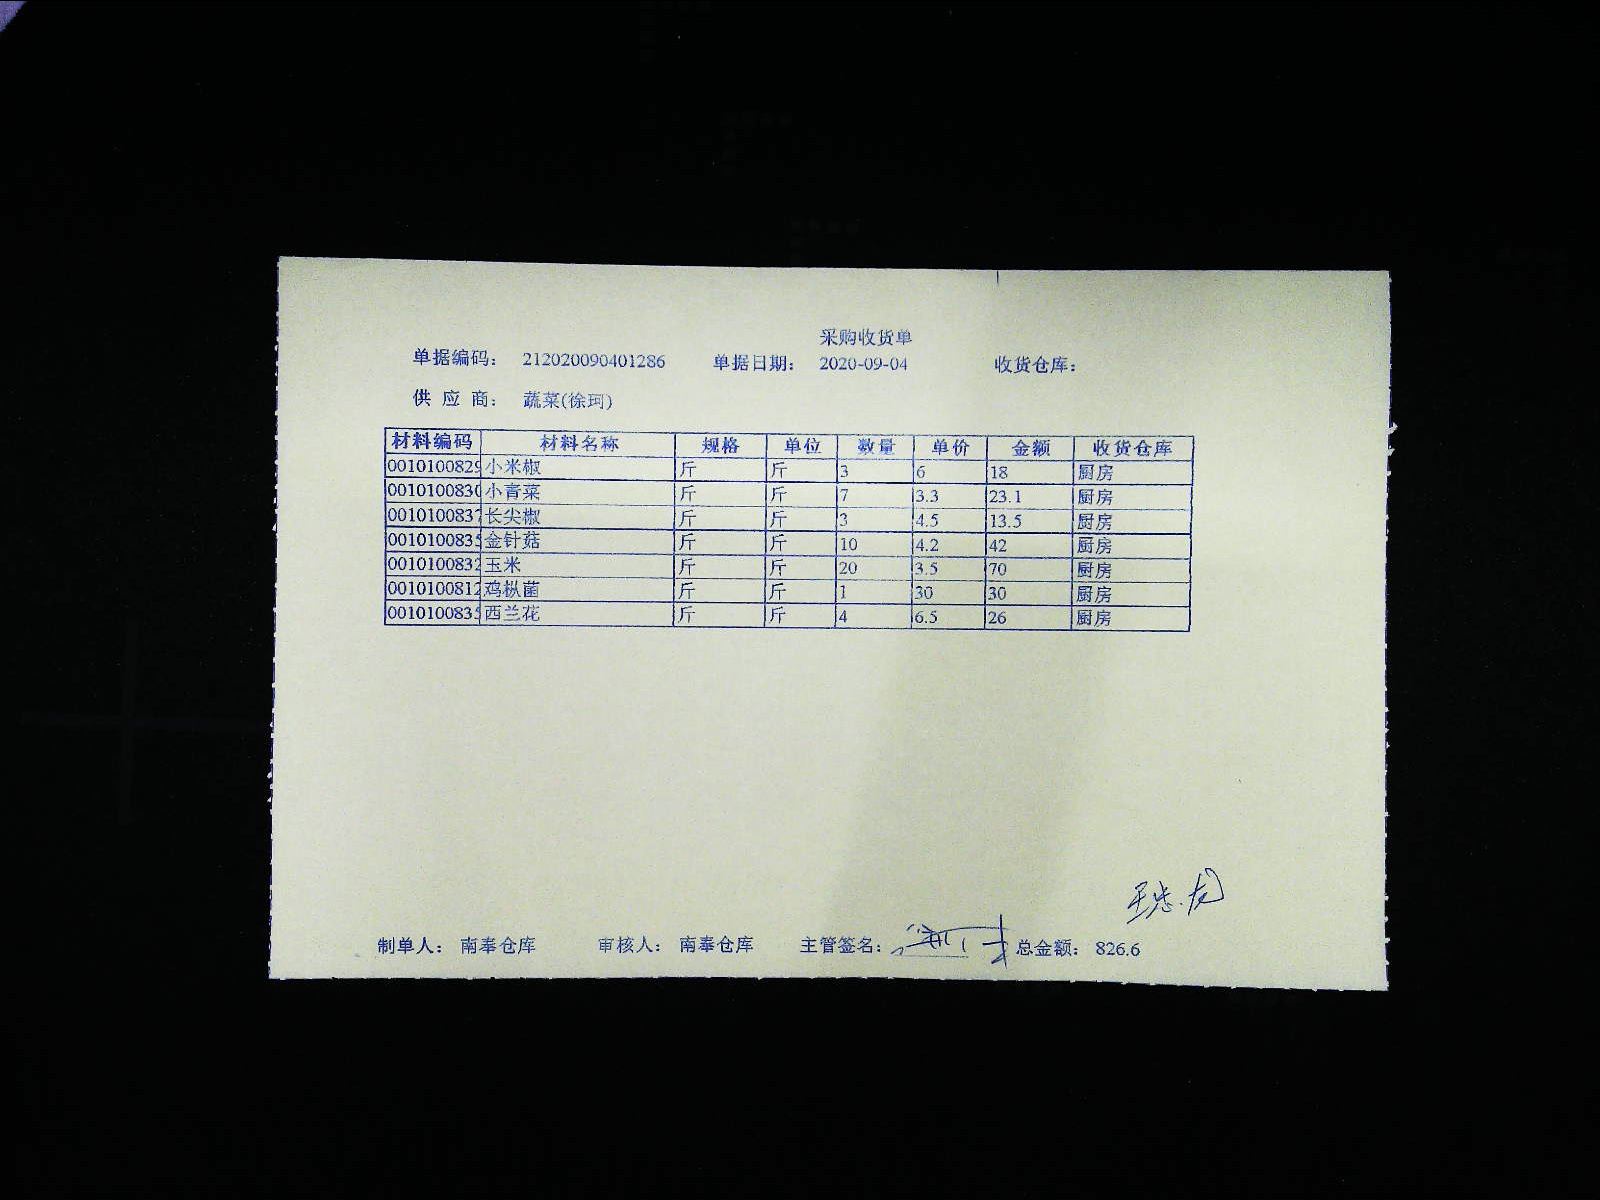 采购收货单
单据编码： 212020090401286 单据日期： 2020-09-04 收货仓库：
供 应 商： 蔬菜(徐珂)
材料编码 材料名称 规格 单位 数量 单价 金额 收货仓库
0010100829 小米椒 斤 斤 3 6 18 厨房
0010100830 小青菜 斤 斤 7 3.3 23.1 厨房
0010100837 长尖椒 斤 斤 3 4.5 13.5 厨房
0010100835 金针菇 斤 斤 10 4.2 42 厨房
0010100832 玉米 斤 斤 20 3.5 70 厨房
0010100812 鸡枞菌 斤 斤 1 30 30 厨房
0010100835 西兰花 斤 斤 4 6.5 26 厨房
制单人： 南奉仓库 审核人： 南奉仓库 主管签名： 总金额： 826.6